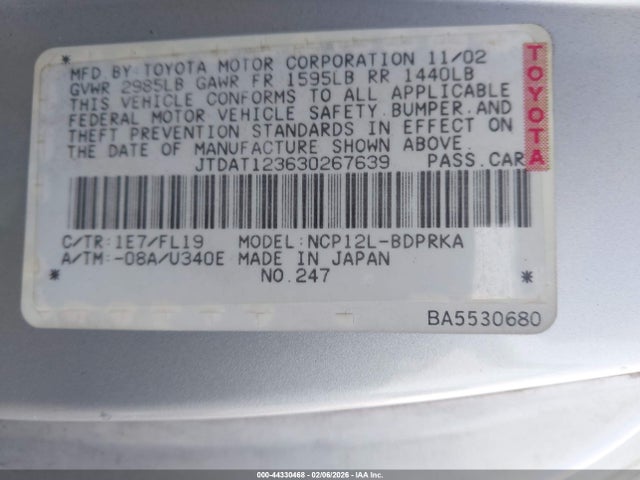 MFD BY TOYOTA MOTOR CORPORATION 11/02
GVWR 2985LB GAWR FR 1595LB RR 1440LB
THIS VEHICLE CONFORMS TO ALL APPLICABLE
FEDERAL MOTOR VEHICLE SAFETY, BUMPER, AND
THEFT PREVENTION STANDARDS IN EFFECT ON
THE DATE OF MANUFACTURE SHOWN ABOVE.
JTDAT123630267639 PASS.CAR
TOYOTA
C/TR:1E7/FL19 MODEL:NCP12L-BDPRKA
A/TM:-08A/U340E MADE IN JAPAN
* NO.247 *
BA5530680
000-44330468 - 02/06/2026 - IAA Inc.